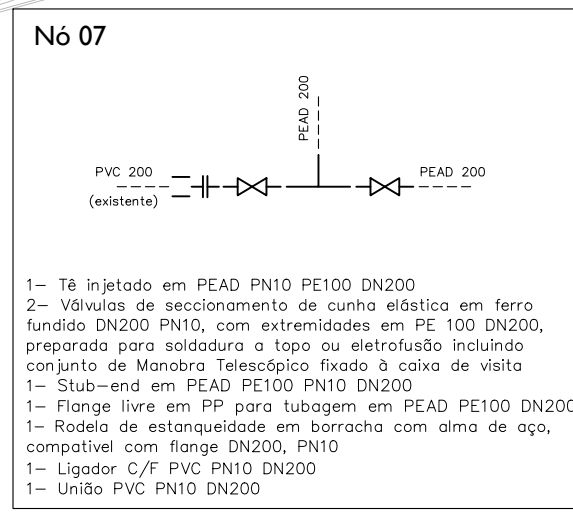 Nó 07
PEAD 200
PVC 200
(existente)
PEAD 200
1– Tê injetado em PEAD PN10 PE100 DN200
2– Válvulas de seccionamento de cunha elástica em ferro
fundido DN200 PN10, com extremidades em PE 100 DN200,
preparada para soldadura a topo ou eletrofusão incluindo
conjunto de Manobra Telescópico fixado à caixa de visita
1– Stub–end em PEAD PE100 PN10 DN200
1– Flange livre em PP para tubagem em PEAD PE100 DN200
1– Rodela de estanqueidade em borracha com alma de aço,
compativel com flange DN200, PN10
1– Ligador C/F PVC PN10 DN200
1– União PVC PN10 DN200